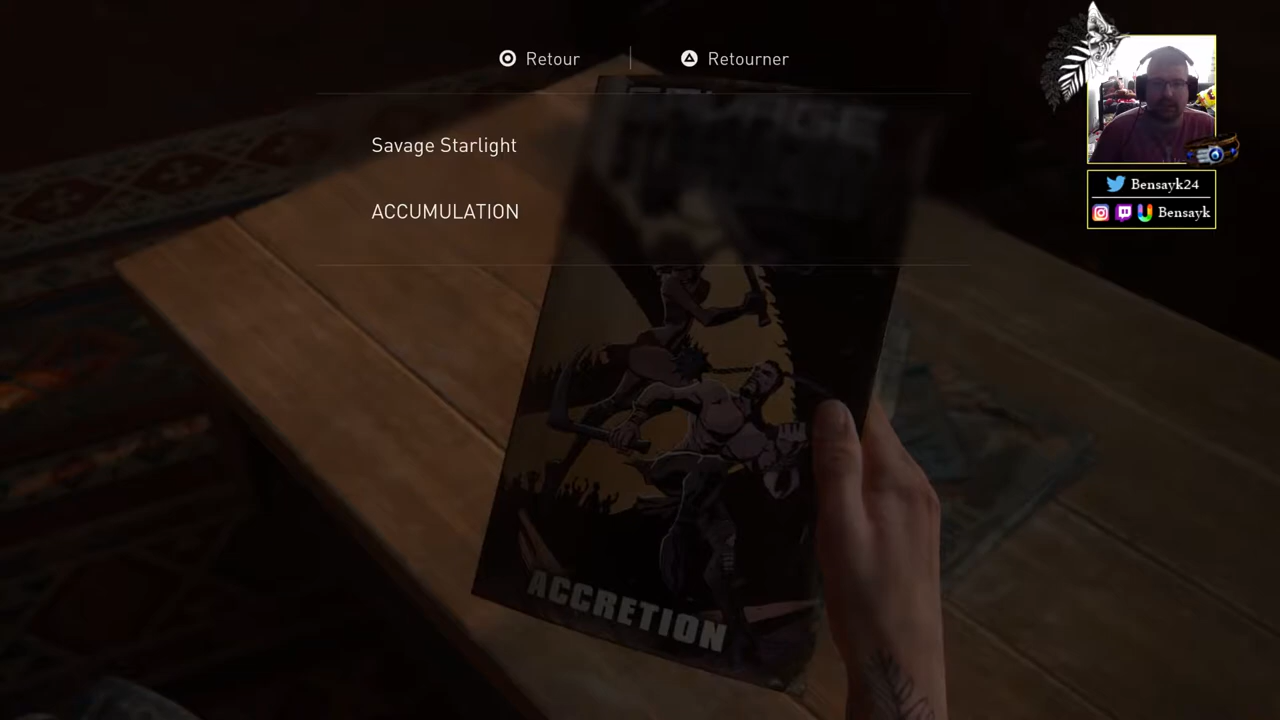 Retour
Retourner
Savage Starlight
ACCUMULATION
ACCRETION
Bensayk24
Bensayk